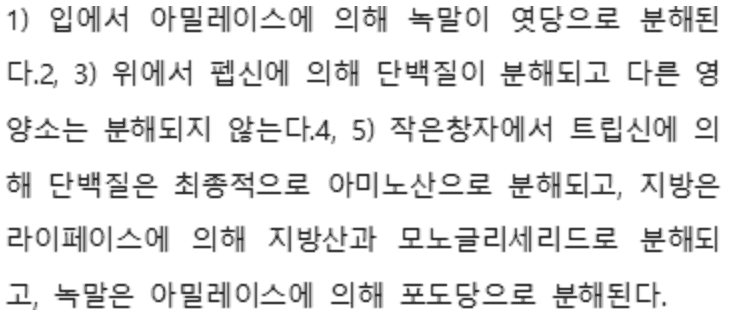 1) 입에서 아밀레이스에 의해 녹말이 엿당으로 분해된
다.2, 3) 위에서 펩신에 의해 단백질이 분해되고 다른 영
양소는 분해되지 않는다.4, 5) 작은창자에서 트립신에 의
해 단백질은 최종적으로 아미노산으로 분해되고, 지방은
라이페이스에 의해 지방산과 모노글리세리드로 분해되
고, 녹말은 아밀레이스에 의해 포도당으로 분해된다.